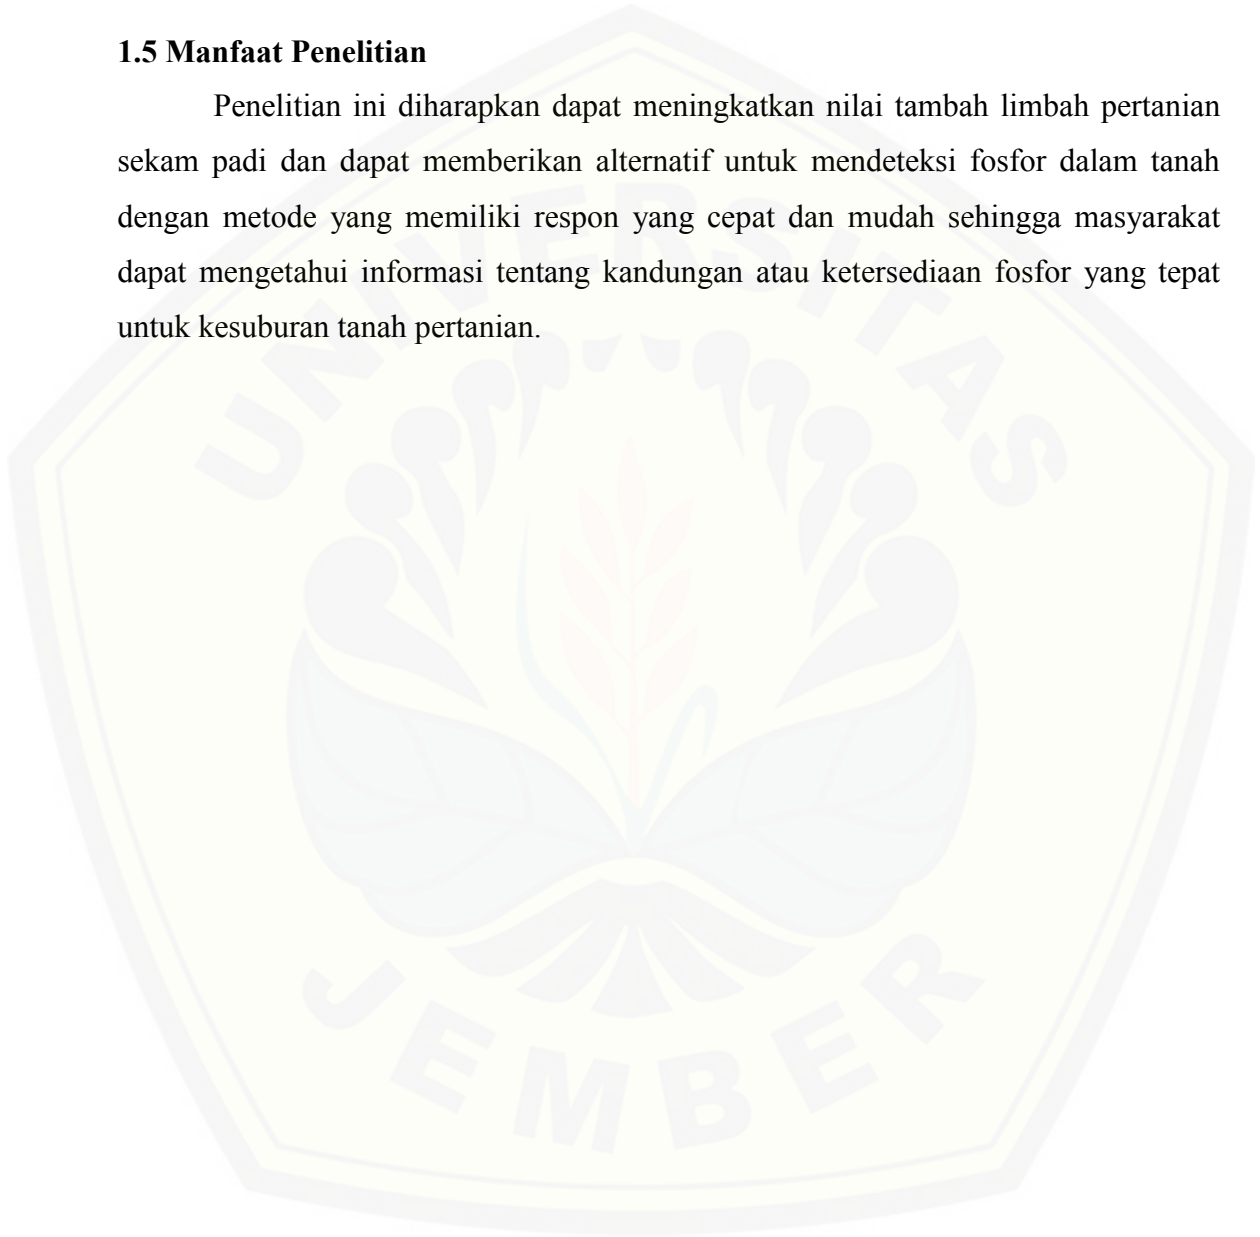 1.5 Manfaat Penelitian
Penelitian ini diharapkan dapat meningkatkan nilai tambah limbah pertanian
sekam padi dan dapat memberikan alternatif untuk mendeteksi fosfor dalam tanah
dengan metode yang memiliki respon yang cepat dan mudah sehingga masyarakat
dapat mengetahui informasi tentang kandungan atau ketersediaan fosfor yang tepat
untuk kesuburan tanah pertanian.
UNIVERSITAS
JEMBER